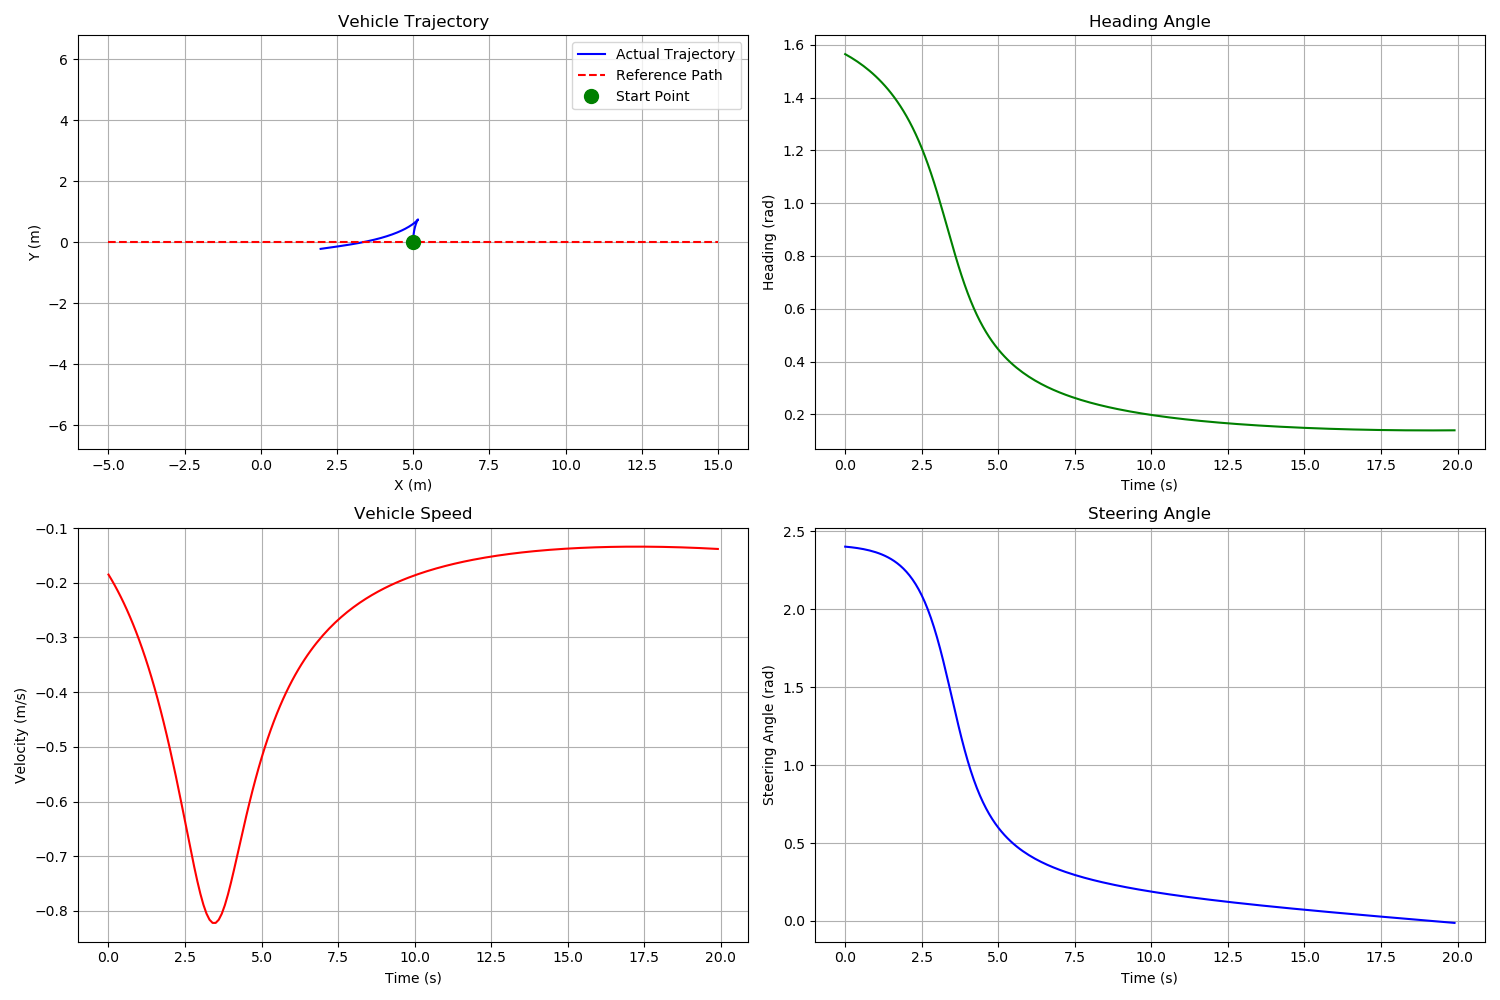 Vehicle Trajectory
Y (m)
6
4
2
0
−2
−4
−6
Actual Trajectory
Reference Path
Start Point
−5.0 −2.5 0.0 2.5 5.0 7.5 10.0 12.5 15.0
X (m)
Heading Angle
Heading (rad)
1.6
1.4
1.2
1.0
0.8
0.6
0.4
0.2
0.0 2.5 5.0 7.5 10.0 12.5 15.0 17.5 20.0
Time (s)
Vehicle Speed
Velocity (m/s)
−0.1
−0.2
−0.3
−0.4
−0.5
−0.6
−0.7
−0.8
0.0 2.5 5.0 7.5 10.0 12.5 15.0 17.5 20.0
Time (s)
Steering Angle
Steering Angle (rad)
2.5
2.0
1.5
1.0
0.5
0.0
0.0 2.5 5.0 7.5 10.0 12.5 15.0 17.5 20.0
Time (s)